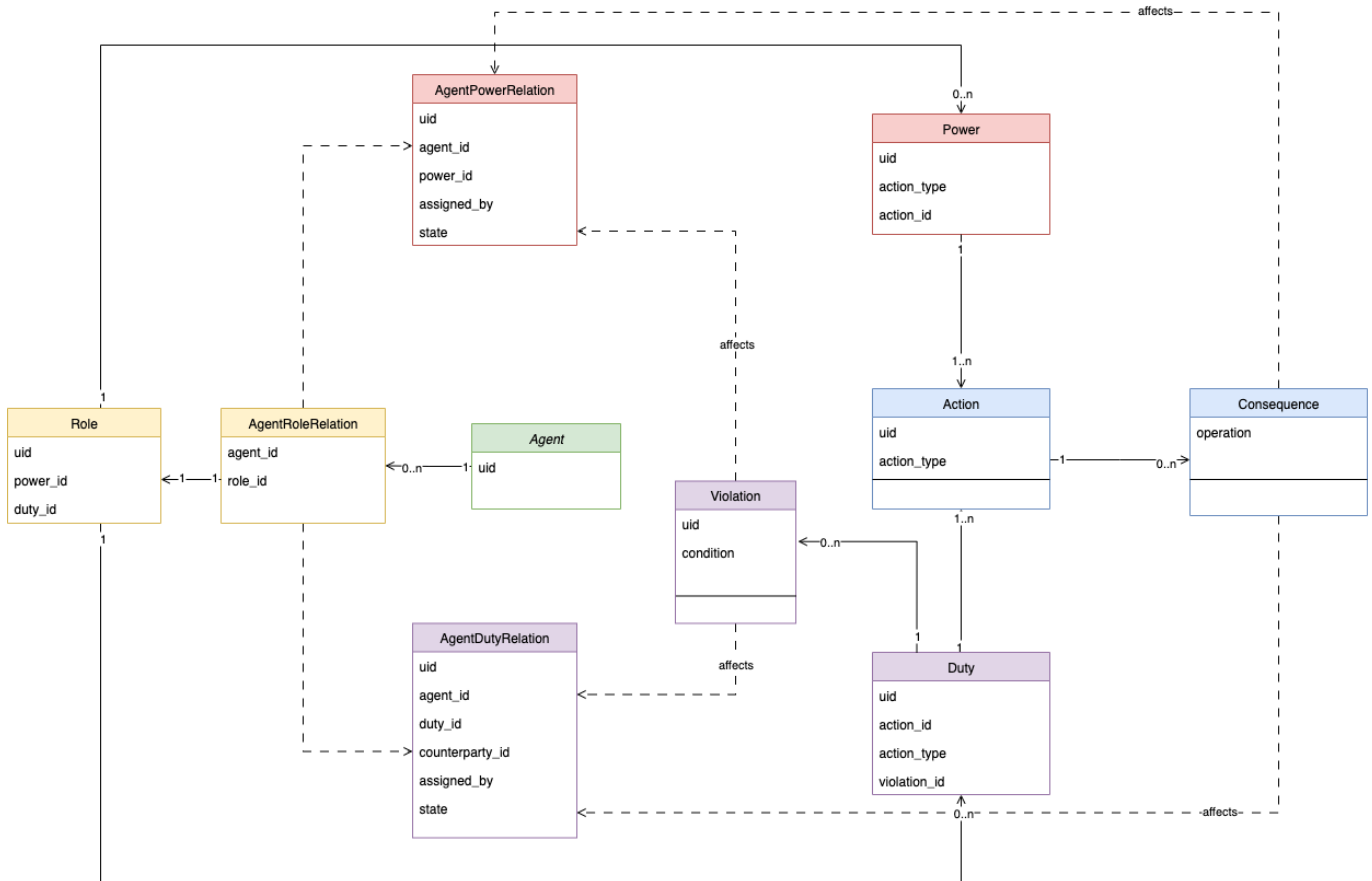 affects
0..n
AgentPowerRelation
uid
agent_id
power_id
assigned_by
state
Power
uid
action_type
action_id
1
1..n
affects
1
Role
uid
power_id
duty_id
1
1
1
AgentRoleRelation
agent_id
role_id
0..n
1
Agent
uid
Action
uid
action_type
1
0..n
Consequence
operation
1..n
Violation
uid
condition
0..n
1
1
affects
AgentDutyRelation
uid
agent_id
duty_id
counterparty_id
assigned_by
state
Duty
uid
action_id
action_type
violation_id
0..n
affects